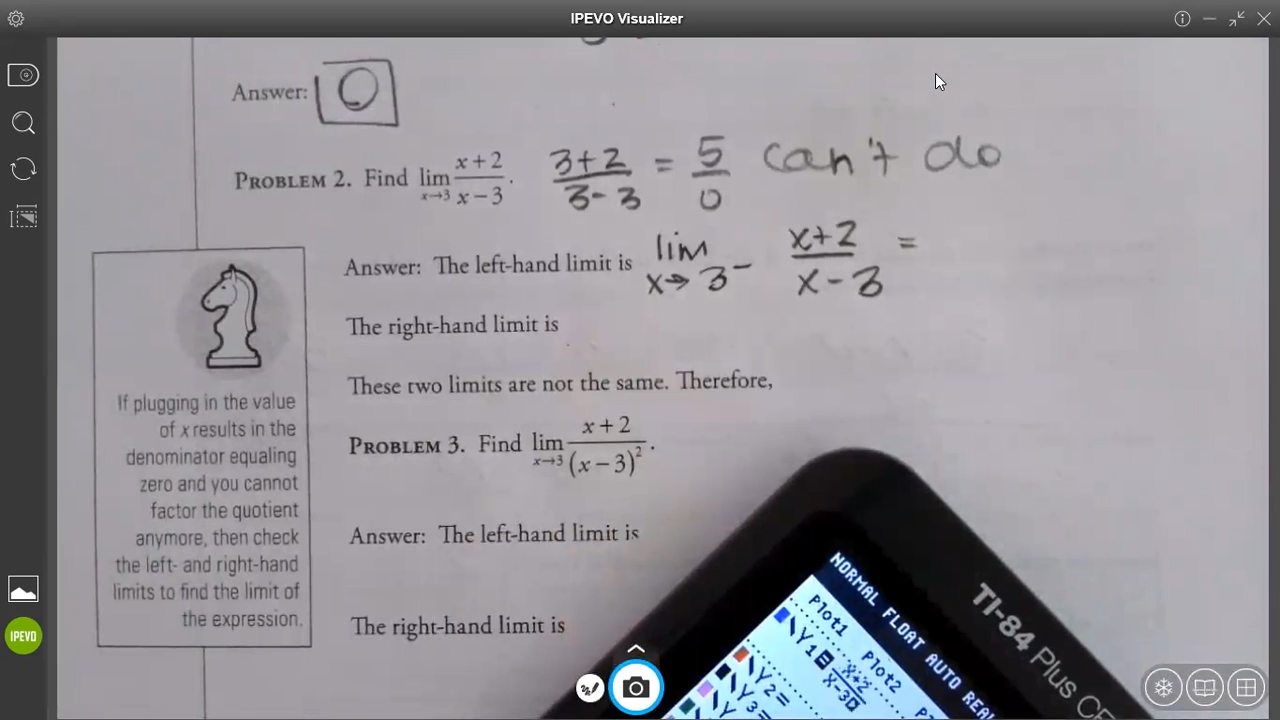 IPEVO Visualizer
Answer: 0
PROBLEM 2. Find lim x→3 x+2 / x−3 . 3+2 / 3-3 = 5 / 0 can't do
Answer: The left-hand limit is lim x→3⁻ x+2 / x-3 =
The right-hand limit is
These two limits are not the same. Therefore,
PROBLEM 3. Find lim x→3 x+2 / (x−3)² .
Answer: The left-hand limit is
The right-hand limit is
If plugging in the value
of x results in the
denominator equaling
zero and you cannot
factor the quotient
anymore, then check
the left- and right-hand
limits to find the limit of
the expression.
IPEVO
TI-84 Plus CE
NORMAL FLOAT AUTO REAL
Plot1 Plot2
\Y1= x+2 / x-3
\Y2=
\Y3=